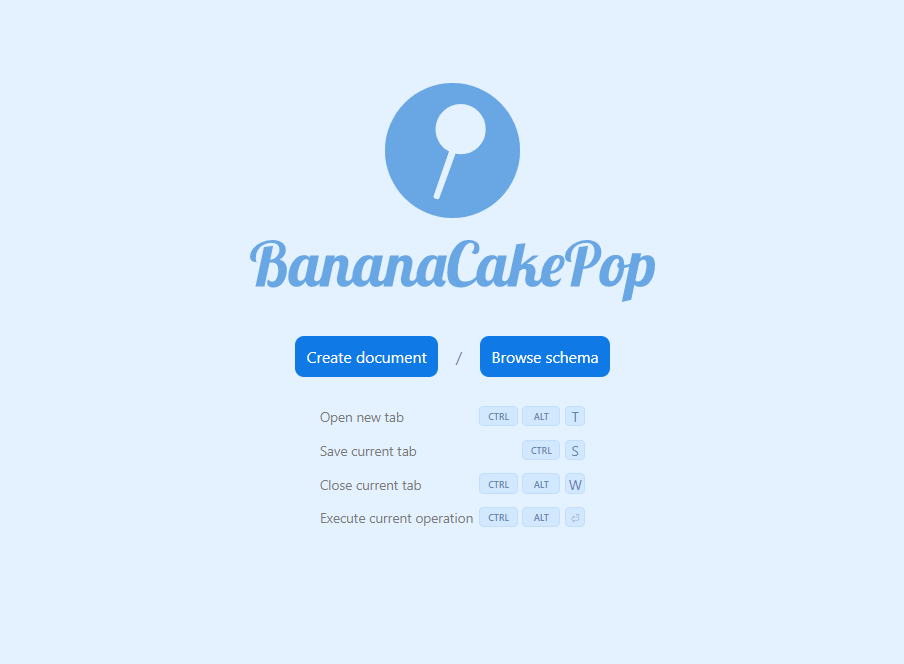 BananaCakePop
Create document / Browse schema
Open new tab CTRL ALT T
Save current tab CTRL S
Close current tab CTRL ALT W
Execute current operation CTRL ALT ⏎